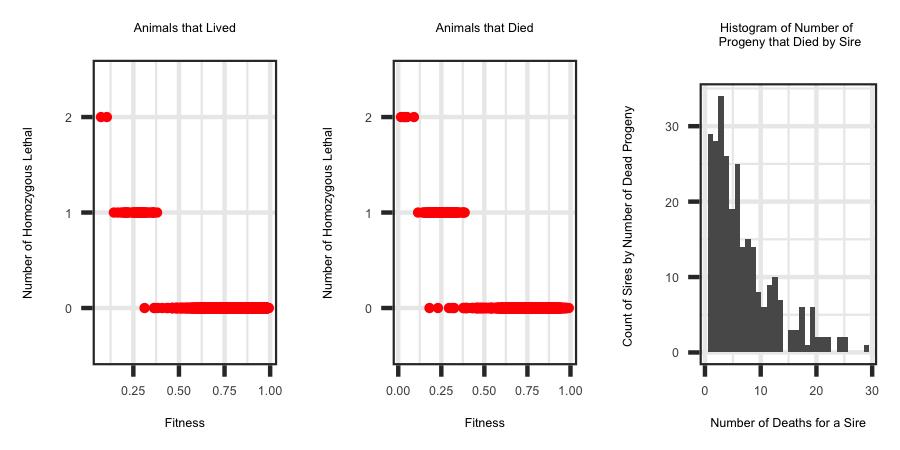 Animals that Lived
Number of Homozygous Lethal
2
1
0
0.25 0.50 0.75 1.00
Fitness
Animals that Died
Number of Homozygous Lethal
2
1
0
0.00 0.25 0.50 0.75 1.00
Fitness
Histogram of Number of
Progeny that Died by Sire
Count of Sires by Number of Dead Progeny
30
20
10
0
0 10 20 30
Number of Deaths for a Sire